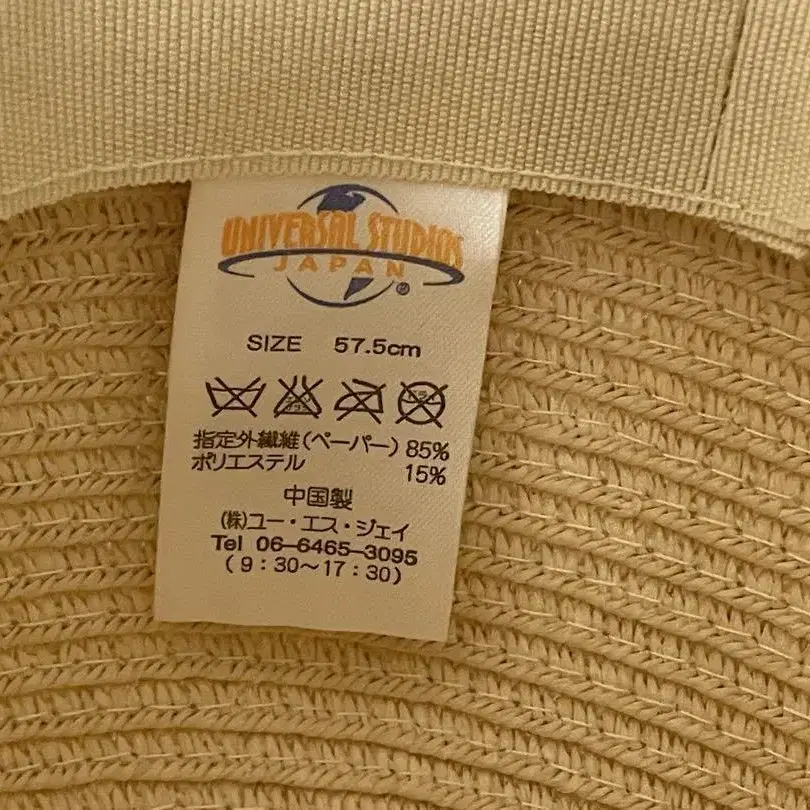 UNIVERSAL STUDIOS
JAPAN
®
SIZE 57.5cm
指定外繊維(ペーパー) 85%
ポリエステル 15%
中国製
(株)ユー・エス・ジェイ
Tel 06-6465-3095
(9:30〜17:30)